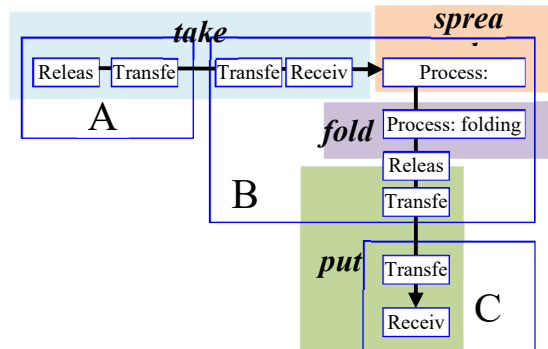 take
sprea
Releas
Transfe
Transfe
Receiv
Process:
A
fold
Process: folding
Releas
B
Transfe
put
Transfe
C
Receiv